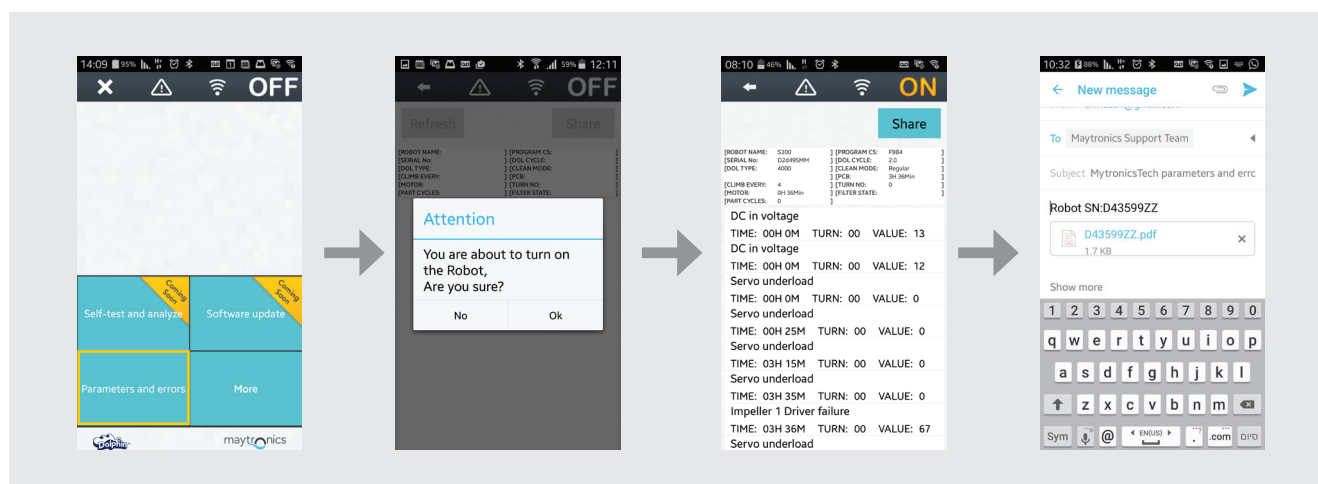 14:09 95%
OFF
Coming
Soon
Self-test and analyze
Coming
Soon
Software update
Parameters and errors
More
Dolphin
maytronics
59% 12:11
OFF
Refresh
Share
[ROBOT NAME: ] [PROGRAM CS: ]
[SERIAL No: ] [DOL CYCLE: ]
[DOL TYPE: ] [CLEAN MODE: ]
[CLIMB EVERY: ] [PCB: ]
[MOTOR: ] [TURN NO: ]
[PART CYCLES: ] [FILTER STATE: ]
Attention
You are about to turn on
the Robot,
Are you sure?
No Ok
08:10 46%
ON
Share
[ROBOT NAME: S300 ] [PROGRAM CS: F9B4 ]
[SERIAL No: D2d495MM ] [DOL CYCLE: 2.0 ]
[DOL TYPE: 4000 ] [CLEAN MODE: Regular ]
] [PCB: 3H 36Min ]
[CLIMB EVERY: 4 ] [TURN NO: 0 ]
[MOTOR: 0H 36Min ] [FILTER STATE: ]
[PART CYCLES: 0 ]
DC in voltage
TIME: 00H 0M TURN: 00 VALUE: 13
DC in voltage
TIME: 00H 0M TURN: 00 VALUE: 12
Servo underload
TIME: 00H 0M TURN: 00 VALUE: 0
Servo underload
TIME: 00H 25M TURN: 00 VALUE: 0
Servo underload
TIME: 03H 15M TURN: 00 VALUE: 0
Servo underload
TIME: 03H 35M TURN: 00 VALUE: 0
Impeller 1 Driver failure
TIME: 03H 36M TURN: 00 VALUE: 67
Servo underload
10:32 88%
New message
To Maytronics Support Team
Subject MytronicsTech parameters and errc
Robot SN:D43599ZZ
D43599ZZ.pdf
1.7 KB
Show more
1 2 3 4 5 6 7 8 9 0
q w e r t y u i o p
a s d f g h j k l
z x c v b n m
Sym @ EN(US) . .com סיום